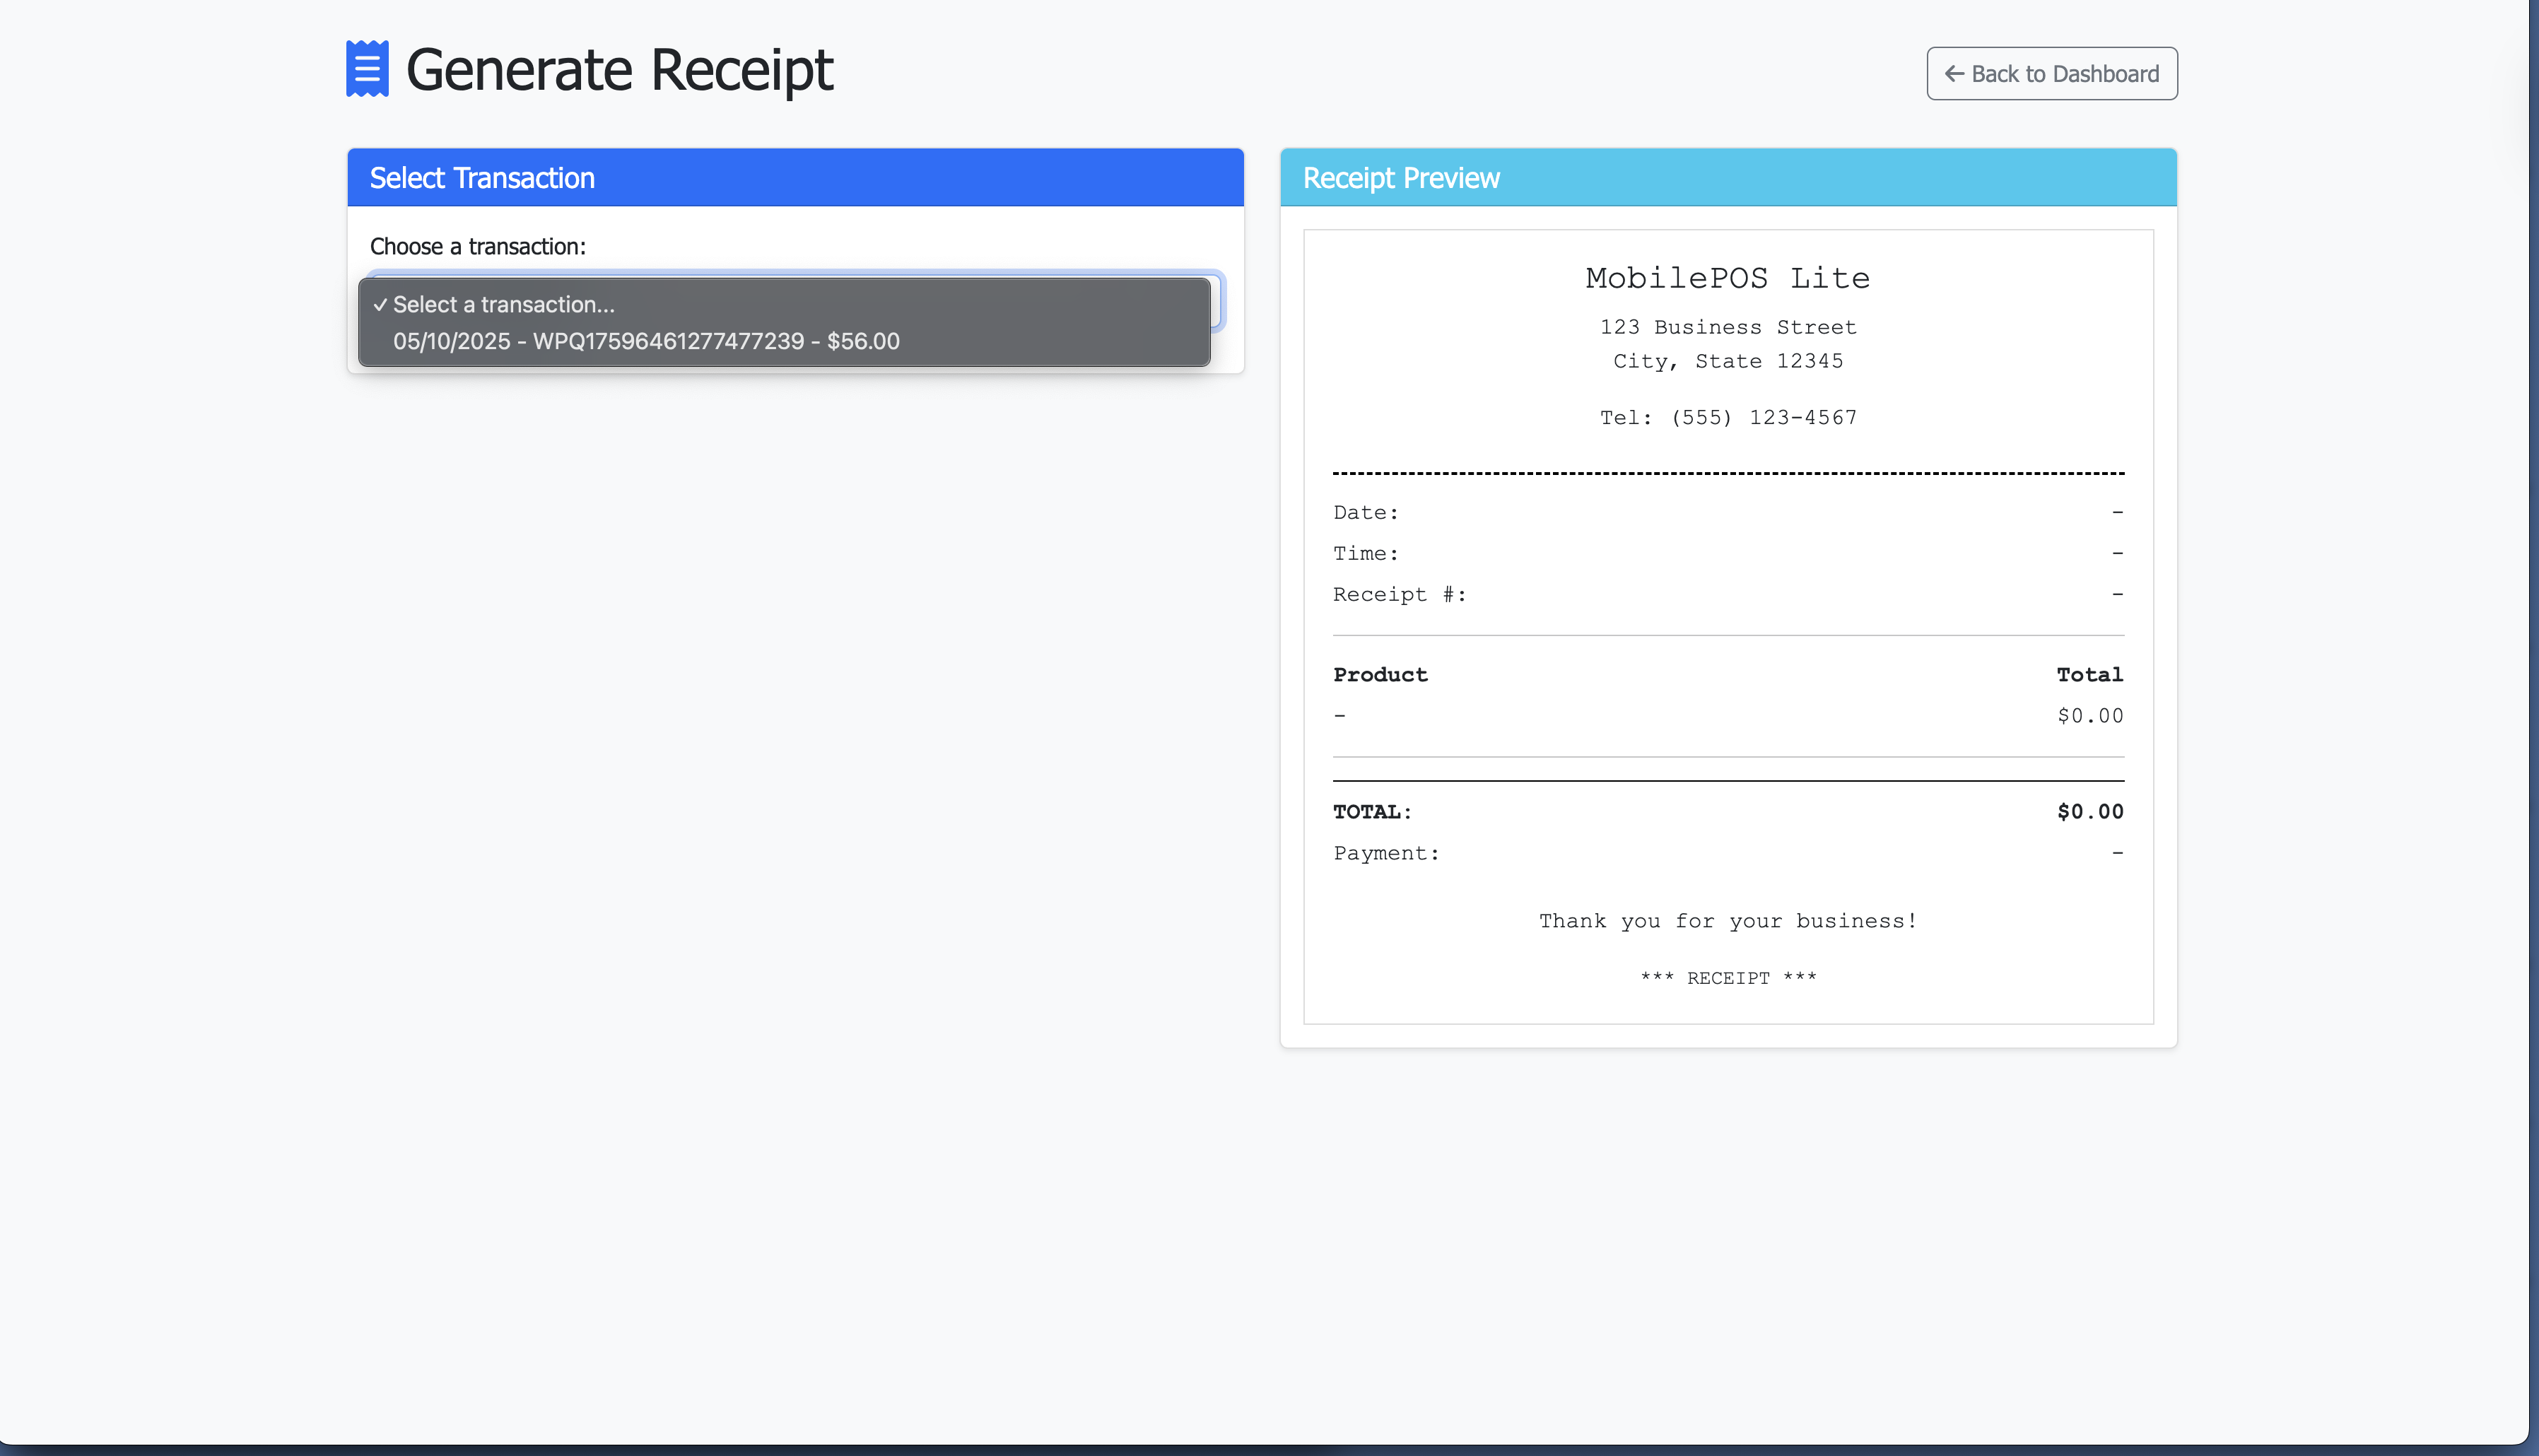 Generate Receipt
← Back to Dashboard
Select Transaction
Choose a transaction:
✓ Select a transaction...
05/10/2025 - WPQ17596461277477239 - $56.00
Receipt Preview
MobilePOS Lite
123 Business Street
City, State 12345
Tel: (555) 123-4567
Date: -
Time: -
Receipt #: -
Product Total
- $0.00
TOTAL: $0.00
Payment: -
Thank you for your business!
*** RECEIPT ***